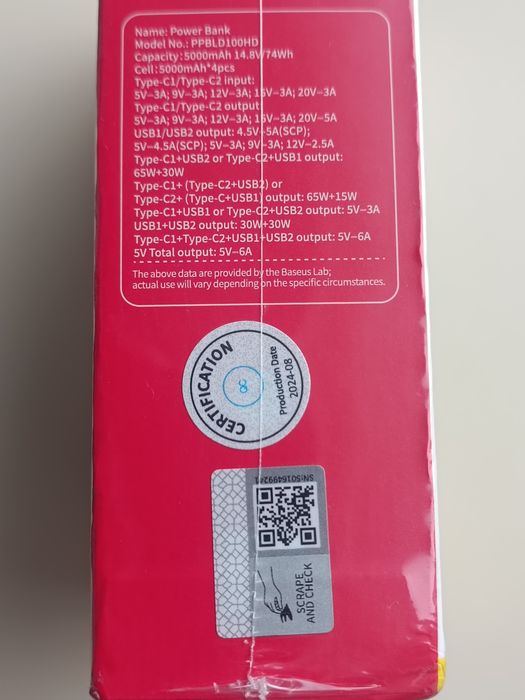 Name: Power Bank
Model No.: PPBLD100HD
Capacity: 5000mAh 14.8V/74Wh
Cell: 5000mAh*4pcs
Type-C1/Type-C2 input:
5V⎓3A; 9V⎓3A; 12V⎓3A; 15V⎓3A; 20V⎓3A
Type-C1/Type-C2 output:
5V⎓3A; 9V⎓3A; 12V⎓3A; 15V⎓3A; 20V⎓5A
USB1/USB2 output: 4.5V⎓5A(SCP);
5V⎓4.5A(SCP); 5V⎓3A; 9V⎓3A; 12V⎓2.5A
Type-C1+USB2 or Type-C2+USB1 output:
65W+30W
Type-C1+ (Type-C2+USB2) or
Type-C2+ (Type-C+USB1) output: 65W+15W
Type-C1+USB1 or Type-C2+USB2 output: 5V⎓3A
USB1+USB2 output: 30W+30W
Type-C1+Type-C2+USB1+USB2 output: 5V⎓6A
5V Total output: 5V⎓6A
The above data are provided by the Baseus Lab;
actual use will vary depending on the specific circumstances.
CERTIFICATION
8
Production Date
2024-08
SCRAPE
AND CHECK